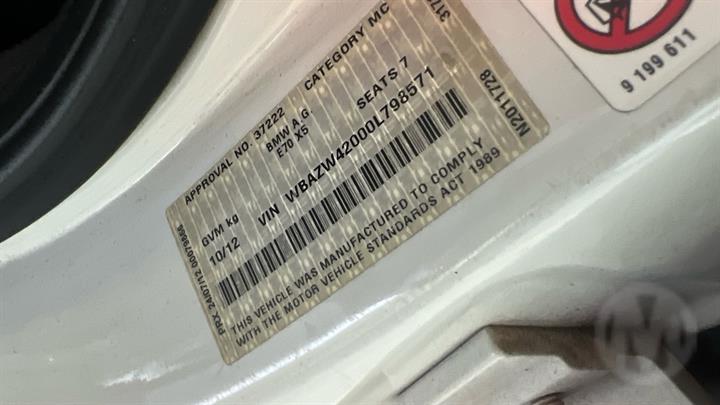 APPROVAL NO. 37222 CATEGORY MC
BMW A.G.
E70 X5 SEATS 7
GVM kg
10/12 VIN WBAZW42000L798571
THIS VEHICLE WAS MANUFACTURED TO COMPLY
WITH THE MOTOR VEHICLE STANDARDS ACT 1989
N2011728
9 199 611
M